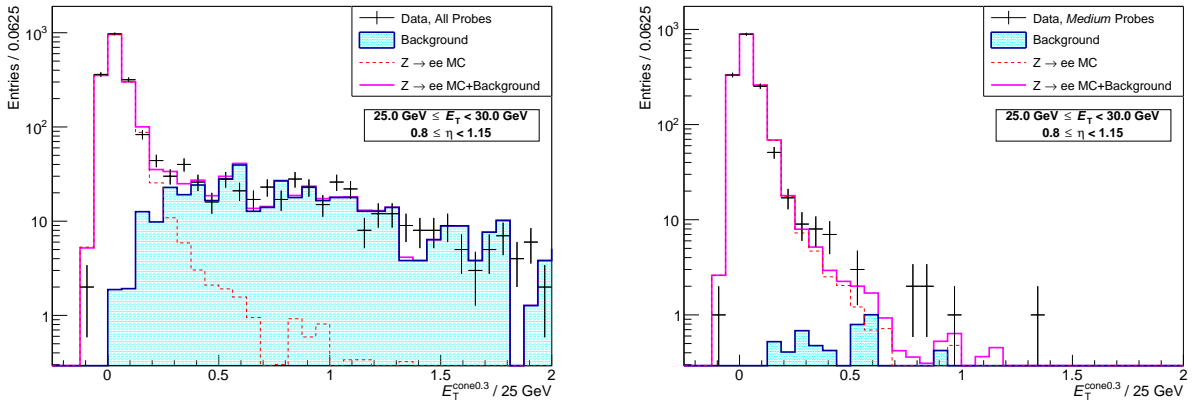 Entries / 0.0625
10³
10²
10
1
Data, All Probes
Background
Z → ee MC
Z → ee MC+Background
25.0 GeV ≤ E_T < 30.0 GeV
0.8 ≤ η < 1.15
0 0.5 1 1.5 2
E_T^cone0.3 / 25 GeV
Entries / 0.0625
10³
10²
10
1
Data, Medium Probes
Background
Z → ee MC
Z → ee MC+Background
25.0 GeV ≤ E_T < 30.0 GeV
0.8 ≤ η < 1.15
0 0.5 1 1.5 2
E_T^cone0.3 / 25 GeV